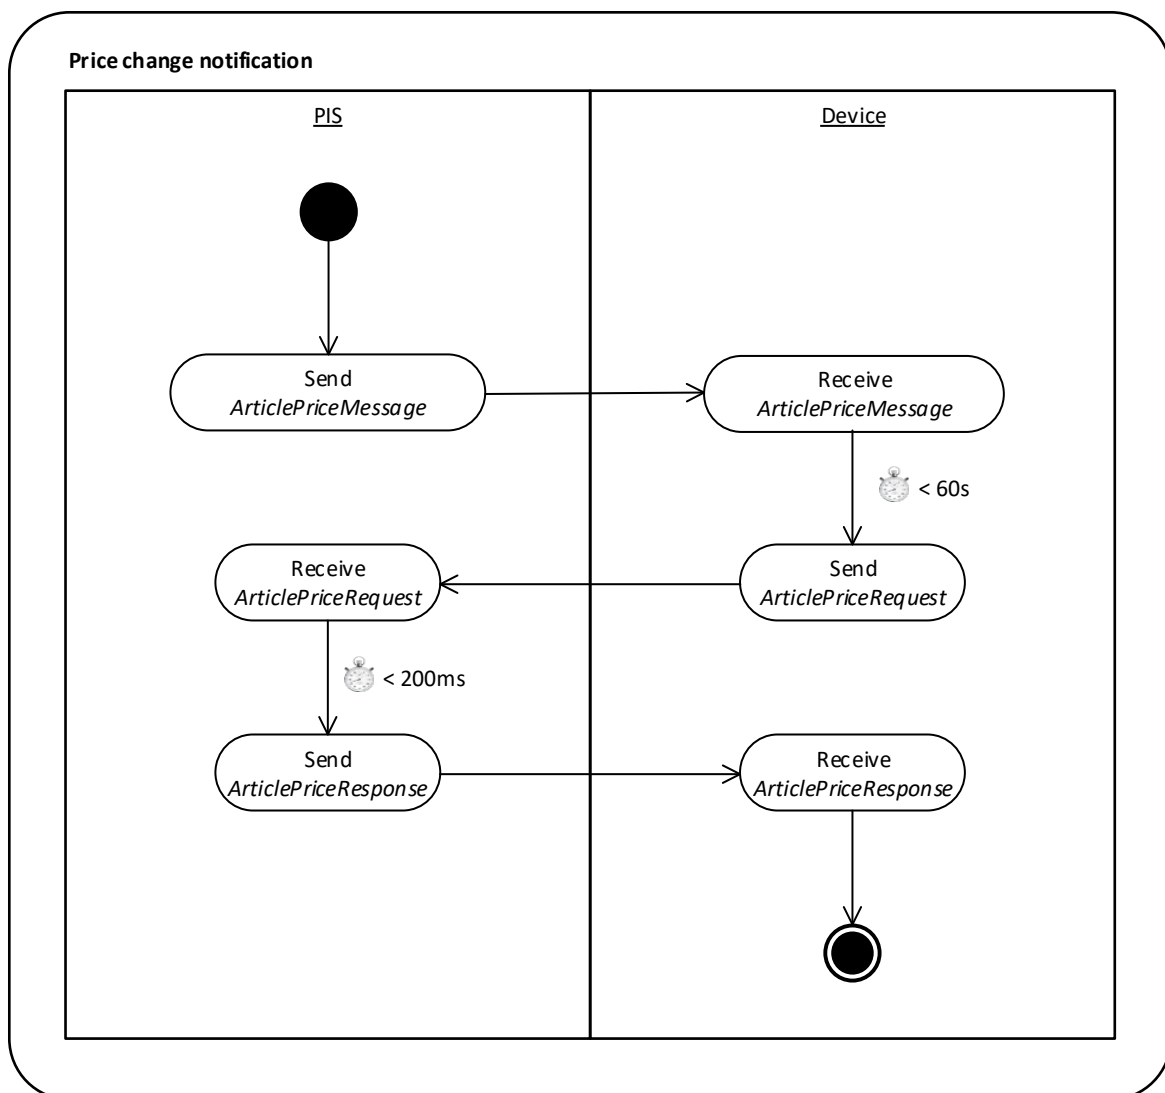 Price change notification
PIS
Device
Send
ArticlePriceMessage
Receive
ArticlePriceMessage
< 60s
Receive
ArticlePriceRequest
Send
ArticlePriceRequest
< 200ms
Send
ArticlePriceResponse
Receive
ArticlePriceResponse